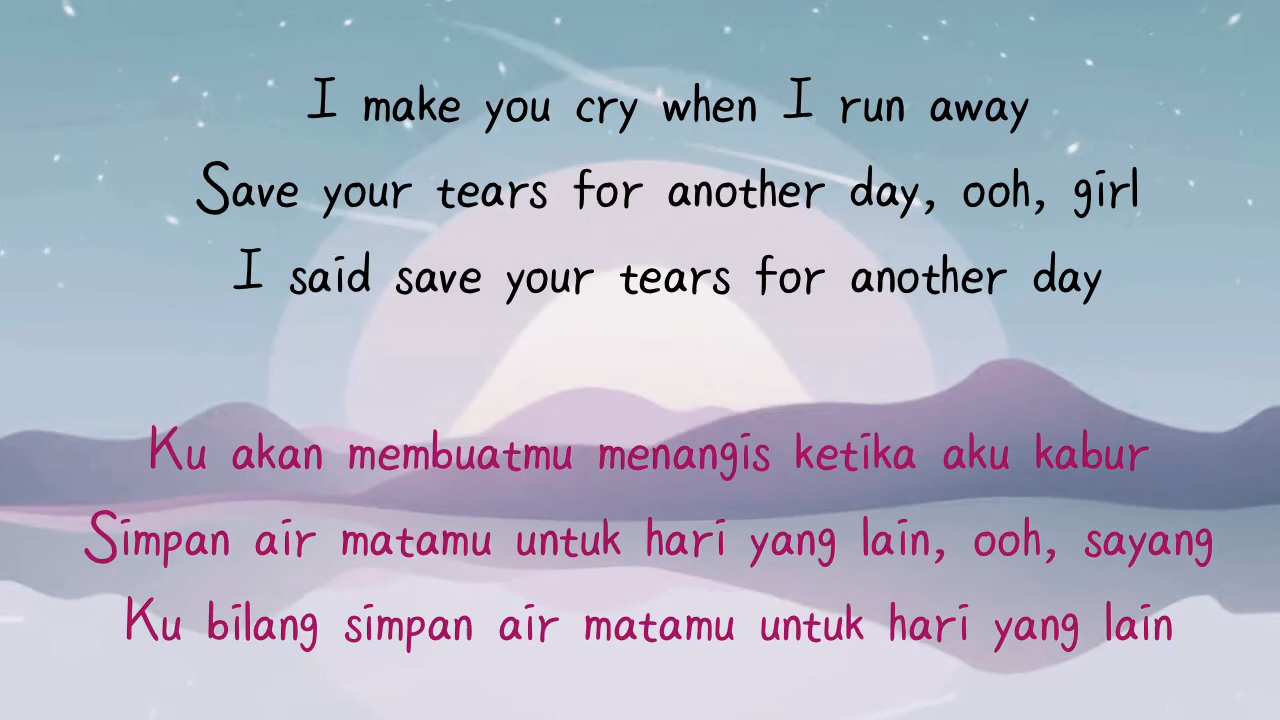 I make you cry when I run away
Save your tears for another day, ooh, girl
I said save your tears for another day
Ku akan membuatmu menangis ketika aku kabur
Simpan air matamu untuk hari yang lain, ooh, sayang
Ku bilang simpan air matamu untuk hari yang lain